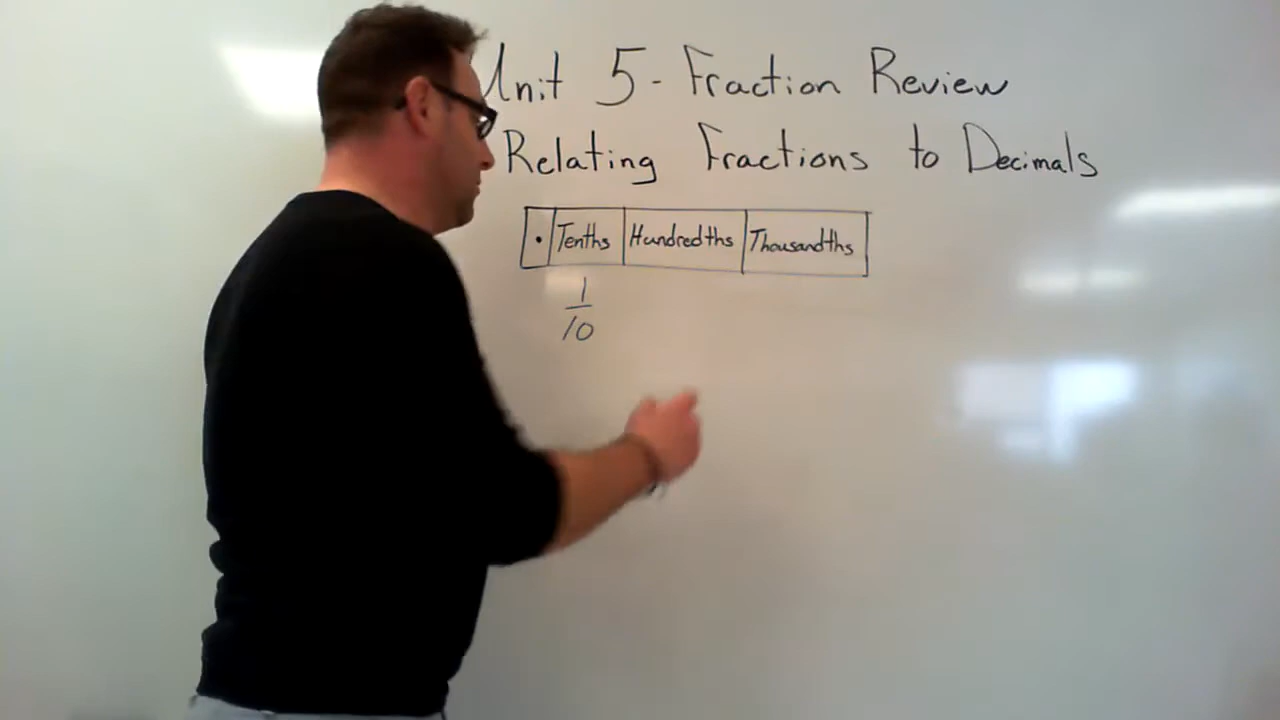 Unit 5 - Fraction Review
Relating Fractions to Decimals
. Tenths Hundredths Thousandths
1
10